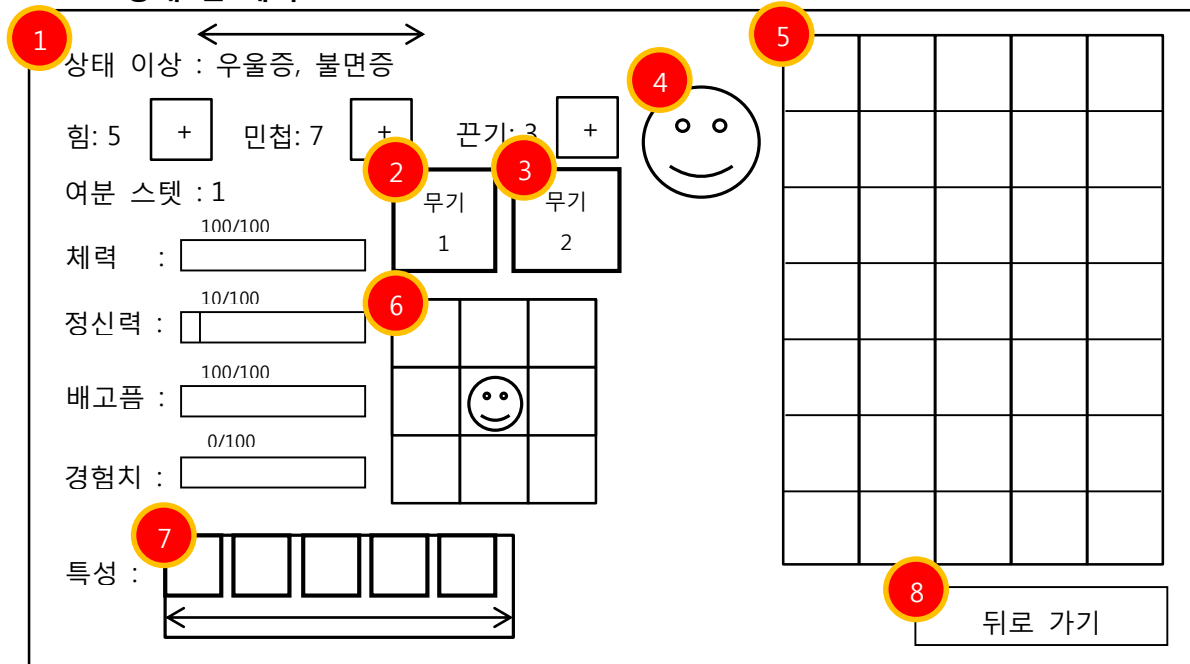 1
상태 이상 : 우울증, 불면증
5
4
힘: 5 + 민첩: 7 + 끈기: 3 +
2
3
여분 스텟 : 1
무기
1
무기
2
100/100
체력 :
10/100
정신력 :
6
100/100
배고픔 :
0/100
경험치 :
7
특성 :
8
뒤로 가기